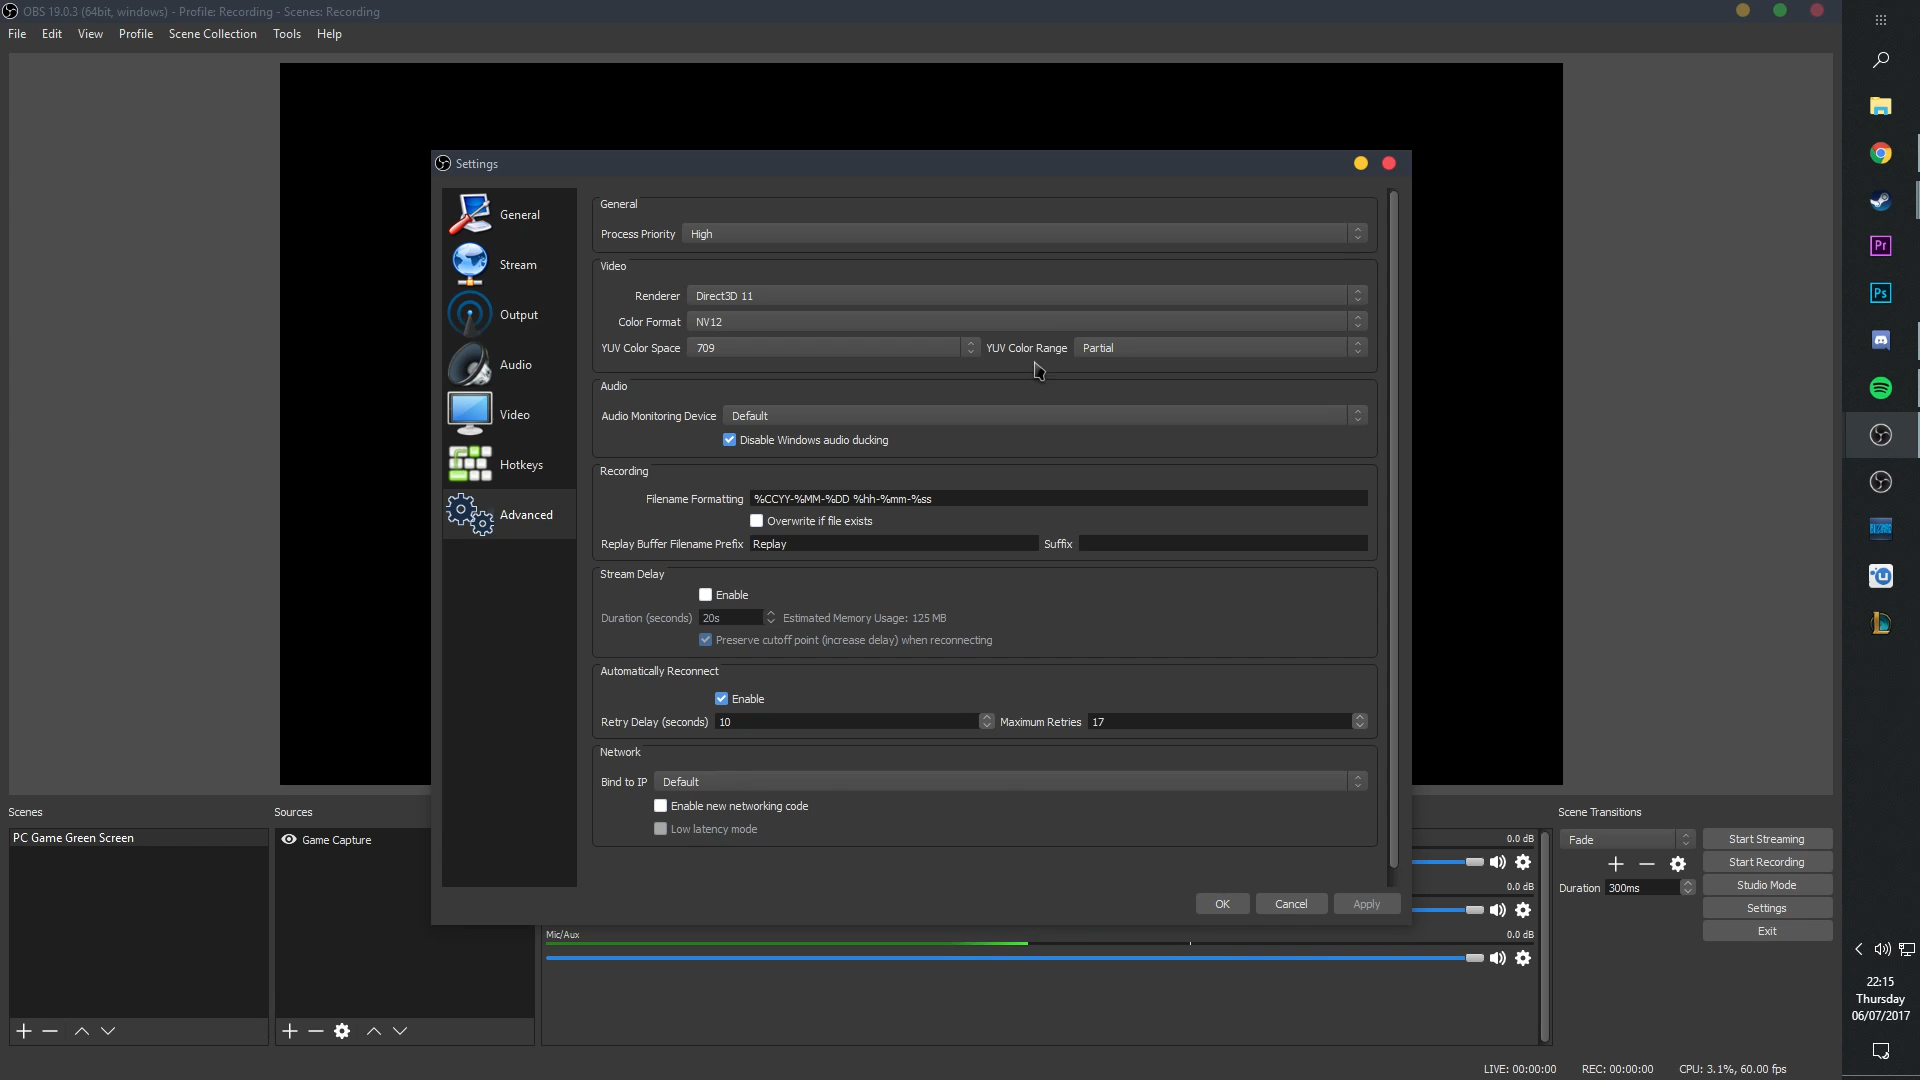 OBS 19.0.3 (64bit, windows) - Profile: Recording - Scenes: Recording
File Edit View Profile Scene Collection Tools Help
Settings
General
Stream
Output
Audio
Video
Hotkeys
Advanced
General
Process Priority High
Video
Renderer Direct3D 11
Color Format NV12
YUV Color Space 709 YUV Color Range Partial
Audio
Audio Monitoring Device Default
Disable Windows audio ducking
Recording
Filename Formatting %CCYY-%MM-%DD %hh-%mm-%ss
Overwrite if file exists
Replay Buffer Filename Prefix Replay Suffix
Stream Delay
Enable
Duration (seconds) 20s Estimated Memory Usage: 125 MB
Preserve cutoff point (increase delay) when reconnecting
Automatically Reconnect
Enable
Retry Delay (seconds) 10 Maximum Retries 17
Network
Bind to IP Default
Enable new networking code
Low latency mode
OK Cancel Apply
Scenes
PC Game Green Screen
Sources
Game Capture
0.0 dB
0.0 dB
Mic/Aux 0.0 dB
Scene Transitions
Fade
Duration 300ms
Start Streaming
Start Recording
Studio Mode
Settings
Exit
LIVE: 00:00:00 REC: 00:00:00 CPU: 3.1%, 60.00 fps
Pr
Ps
22:15
Thursday
06/07/2017